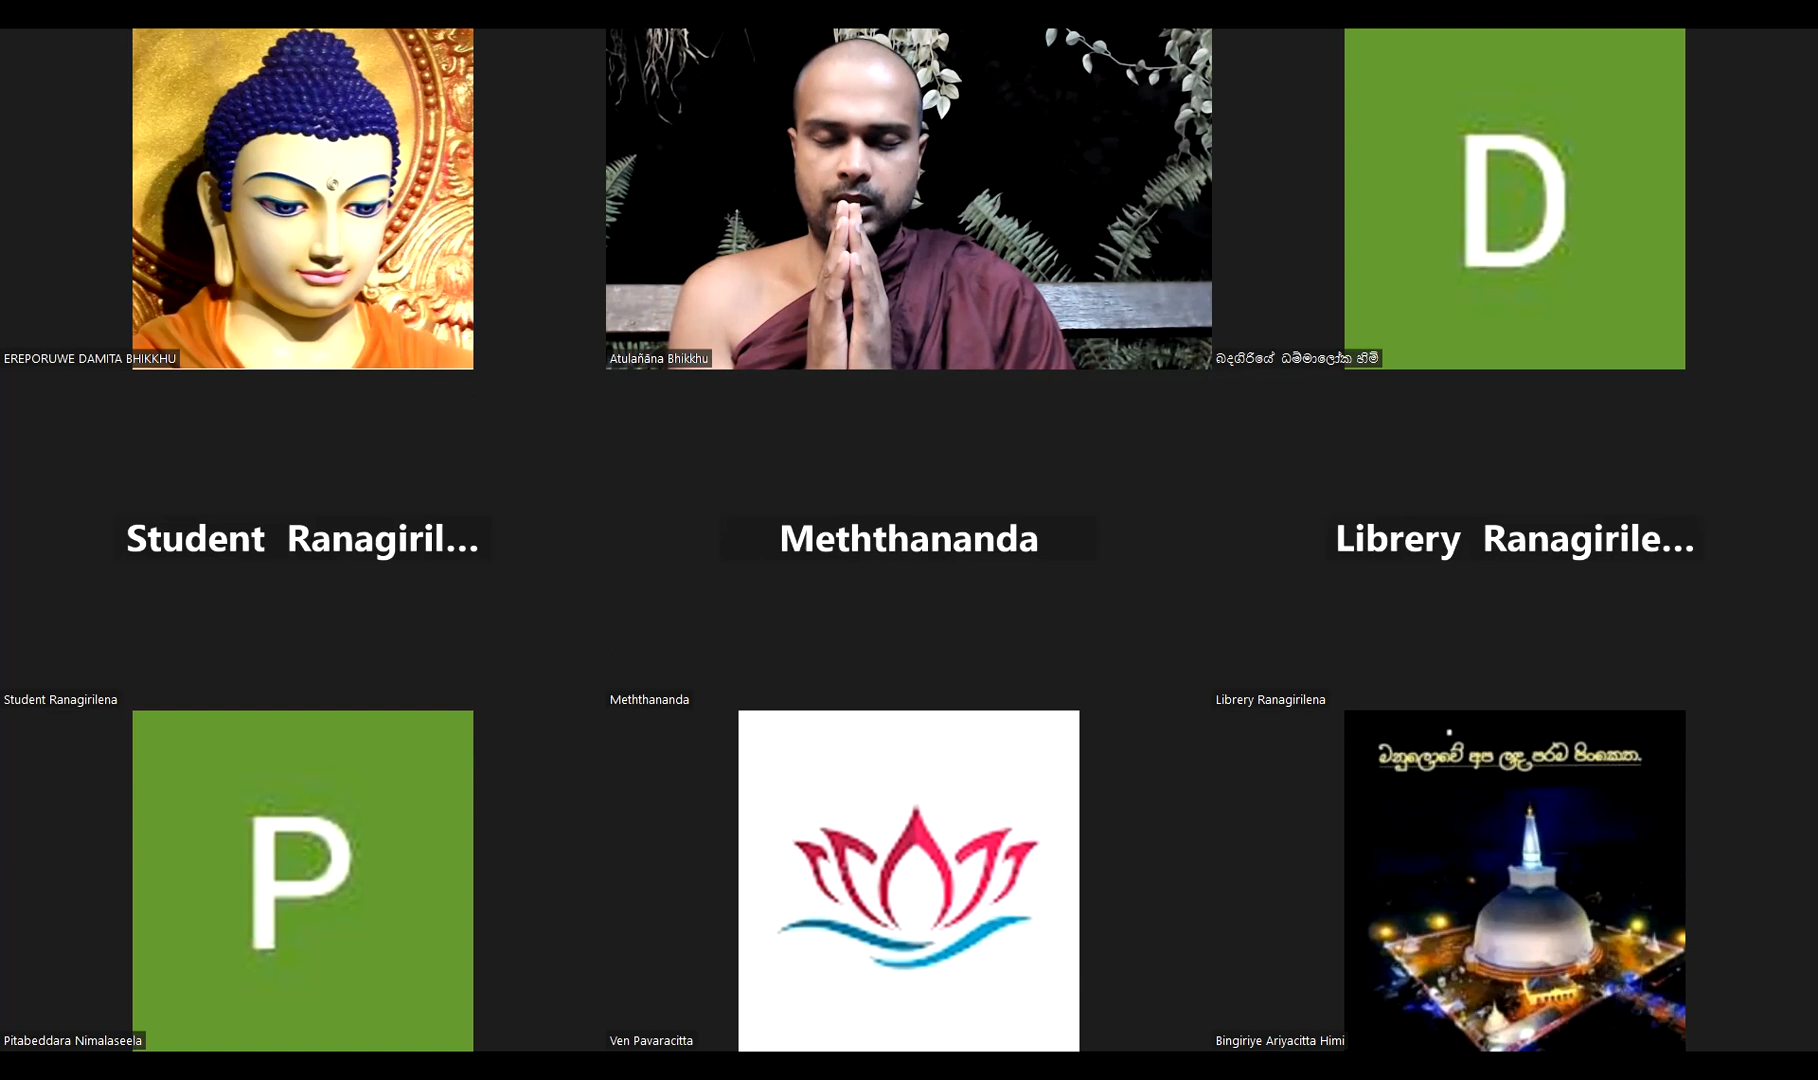 EREPORUWE DAMITA BHIKKHU
Atulañāna Bhikkhu
D
බදගිරියේ ධම්මාලෝක හිමි
Student Ranagiril...
Meththananda
Librery Ranagirile...
Student Ranagirilena
Meththananda
Librery Ranagirilena
P
මනුලොවේ අප ලද පරම පිංකෙත.
Pitabeddara Nimalaseela
Ven Pavaracitta
Bingiriye Ariyacitta Himi